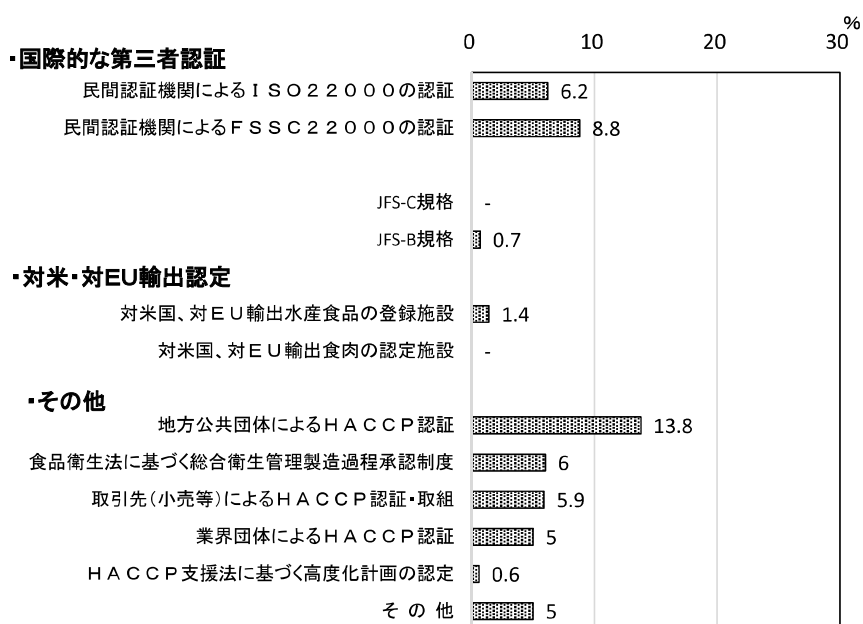 %
0 10 20 30
・国際的な第三者認証
民間認証機関によるＩＳＯ２２０００の認証 6.2
民間認証機関によるＦＳＳＣ２２０００の認証 8.8
JFS-C規格 -
JFS-B規格 0.7
・対米・対EU輸出認定
対米国、対ＥＵ輸出水産食品の登録施設 1.4
対米国、対ＥＵ輸出食肉の認定施設 -
・その他
地方公共団体によるＨＡＣＣＰ認証 13.8
食品衛生法に基づく総合衛生管理製造過程承認制度 6
取引先（小売等）によるＨＡＣＣＰ認証・取組 5.9
業界団体によるＨＡＣＣＰ認証 5
ＨＡＣＣＰ支援法に基づく高度化計画の認定 0.6
そ の 他 5